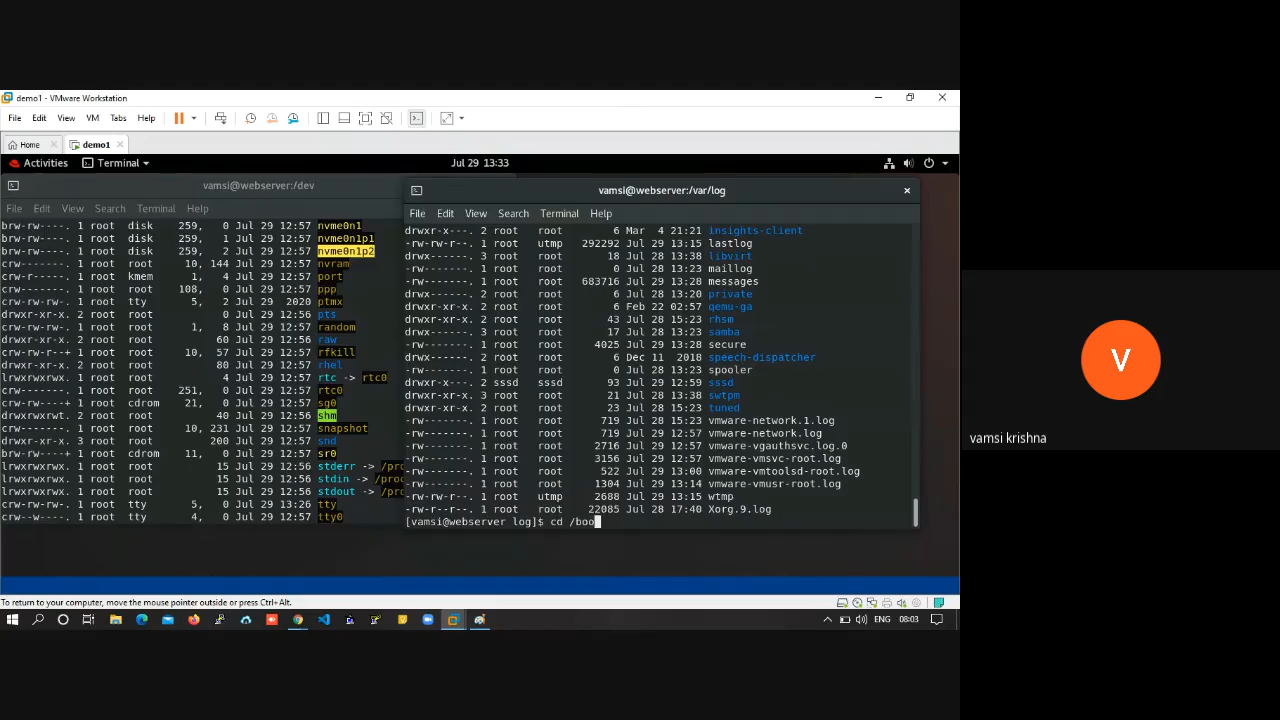 demo1 - VMware Workstation
File Edit View VM Tabs Help
Home demo1
Activities Terminal Jul 29 13:33
vamsi@webserver:/dev
File Edit View Search Terminal Help
brw-rw----. 1 root disk 259, 0 Jul 29 12:57 nvme0n1
brw-rw----. 1 root disk 259, 1 Jul 29 12:57 nvme0n1p1
brw-rw----. 1 root disk 259, 2 Jul 29 12:57 nvme0n1p2
crw-------. 1 root root 10, 144 Jul 29 12:57 nvram
crw-r-----. 1 root kmem 1, 4 Jul 29 12:57 port
crw-------. 1 root root 108, 0 Jul 29 12:57 ppp
crw-rw-rw-. 1 root tty 5, 2 Jul 29 2020 ptmx
drwxr-xr-x. 2 root root 0 Jul 29 12:56 pts
crw-rw-rw-. 1 root root 1, 8 Jul 29 12:57 random
drwxr-xr-x. 2 root root 60 Jul 29 12:56 raw
crw-rw-r--+ 1 root root 10, 57 Jul 29 12:56 rfkill
drwxr-xr-x. 2 root root 80 Jul 29 12:56 rhel
lrwxrwxrwx. 1 root root 4 Jul 29 12:56 rtc -> rtc0
crw-------. 1 root root 251, 0 Jul 29 12:56 rtc0
crw-rw----+ 1 root cdrom 21, 0 Jul 29 12:56 sg0
drwxrwxrwt. 2 root root 40 Jul 29 12:56 shm
crw-------. 1 root root 10, 231 Jul 29 12:57 snapshot
drwxr-xr-x. 3 root root 200 Jul 29 12:56 snd
brw-rw----+ 1 root cdrom 11, 0 Jul 29 12:56 sr0
lrwxrwxrwx. 1 root root 15 Jul 29 12:56 stderr -> /pro
lrwxrwxrwx. 1 root root 15 Jul 29 12:56 stdin -> /proc
lrwxrwxrwx. 1 root root 15 Jul 29 12:56 stdout -> /pro
crw-rw-rw-. 1 root tty 5, 0 Jul 29 13:26 tty
crw--w----. 1 root tty 4, 0 Jul 29 12:57 tty0
vamsi@webserver:/var/log
File Edit View Search Terminal Help
drwxr-x---. 2 root root 6 Mar 4 21:21 insights-client
-rw-rw-r--. 1 root utmp 292292 Jul 29 13:15 lastlog
drwx------. 3 root root 18 Jul 28 13:38 libvirt
-rw-------. 1 root root 0 Jul 28 13:23 maillog
-rw-------. 1 root root 683716 Jul 29 13:28 messages
drwx------. 2 root root 6 Jul 28 13:20 private
drwxr-xr-x. 2 root root 6 Feb 22 02:57 qemu-ga
drwxr-xr-x. 2 root root 43 Jul 28 15:23 rhsm
drwx------. 3 root root 17 Jul 28 13:23 samba
-rw-------. 1 root root 4025 Jul 29 13:28 secure
drwx------. 2 root root 6 Dec 11 2018 speech-dispatcher
-rw-------. 1 root root 0 Jul 28 13:23 spooler
drwxr-x---. 2 sssd sssd 93 Jul 29 12:59 sssd
drwxr-xr-x. 3 root root 21 Jul 28 13:38 swtpm
drwxr-xr-x. 2 root root 23 Jul 28 15:23 tuned
-rw-------. 1 root root 719 Jul 28 15:23 vmware-network.1.log
-rw-------. 1 root root 719 Jul 29 12:57 vmware-network.log
-rw-------. 1 root root 2716 Jul 29 12:57 vmware-vgauthsvc.log.0
-rw-------. 1 root root 3156 Jul 29 12:57 vmware-vmsvc-root.log
-rw-------. 1 root root 522 Jul 29 13:00 vmware-vmtoolsd-root.log
-rw-------. 1 root root 1304 Jul 29 13:14 vmware-vmusr-root.log
-rw-rw-r--. 1 root utmp 2688 Jul 29 13:15 wtmp
-rw-r--r--. 1 root root 22085 Jul 28 17:40 Xorg.9.log
[vamsi@webserver log]$ cd /boo
To return to your computer, move the mouse pointer outside or press Ctrl+Alt.
ENG 08:03
V
vamsi krishna